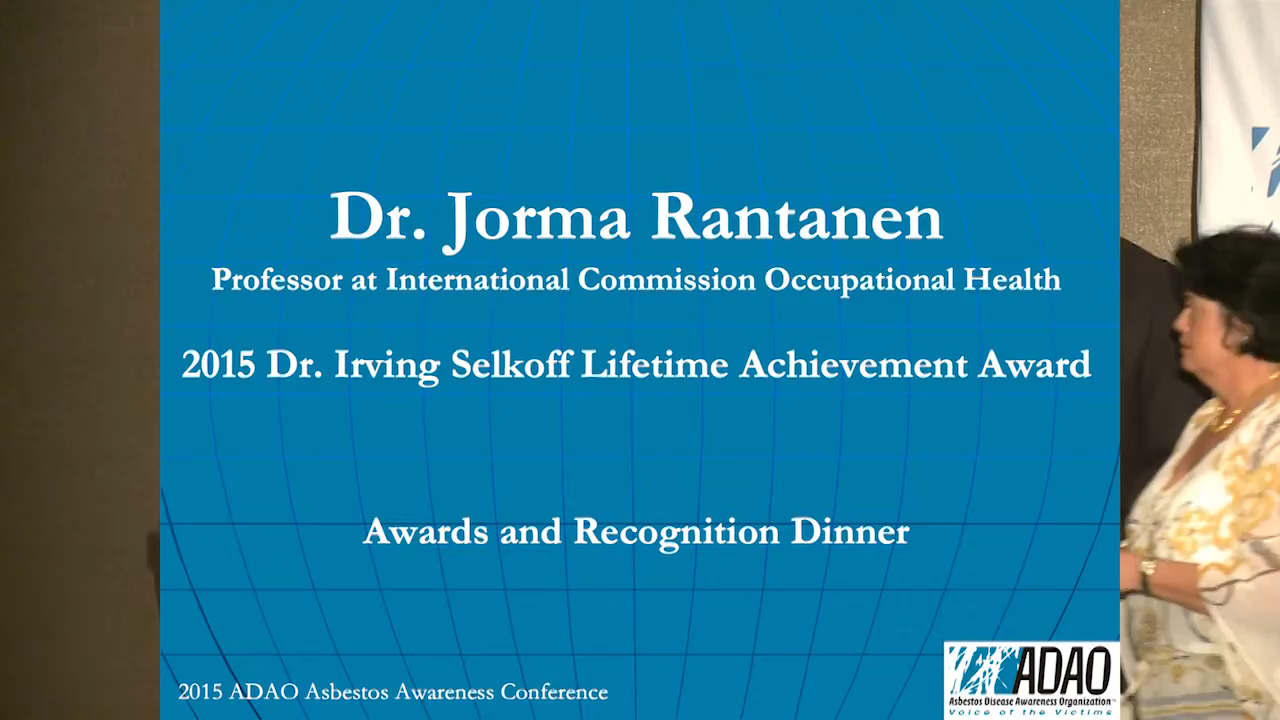 Dr. Jorma Rantanen
Professor at International Commission Occupational Health
2015 Dr. Irving Selkoff Lifetime Achievement Award
Awards and Recognition Dinner
2015 ADAO Asbestos Awareness Conference
ADAO
Asbestos Disease Awareness Organization
Voice of the Victims